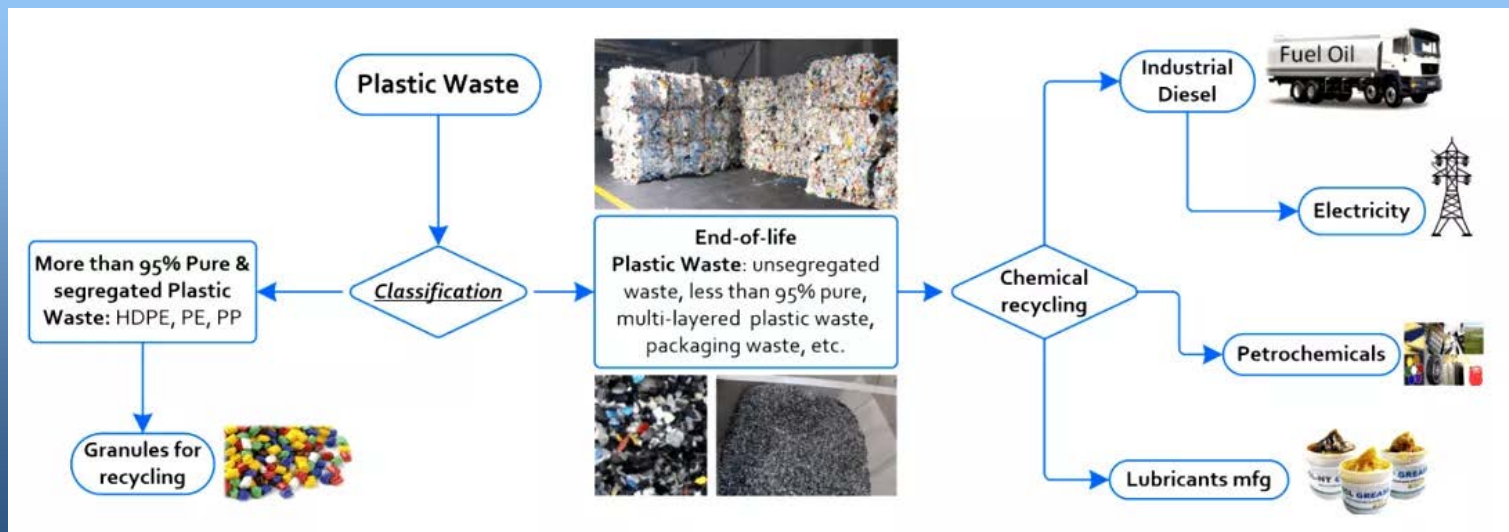 Plastic Waste
Classification
More than 95% Pure &
segregated Plastic
Waste: HDPE, PE, PP
Granules for
recycling
End-of-life
Plastic Waste: unsegregated
waste, less than 95% pure,
multi-layered plastic waste,
packaging waste, etc.
Chemical
recycling
Industrial
Diesel
Fuel Oil
Electricity
Petrochemicals
Lubricants mfg
GREASE